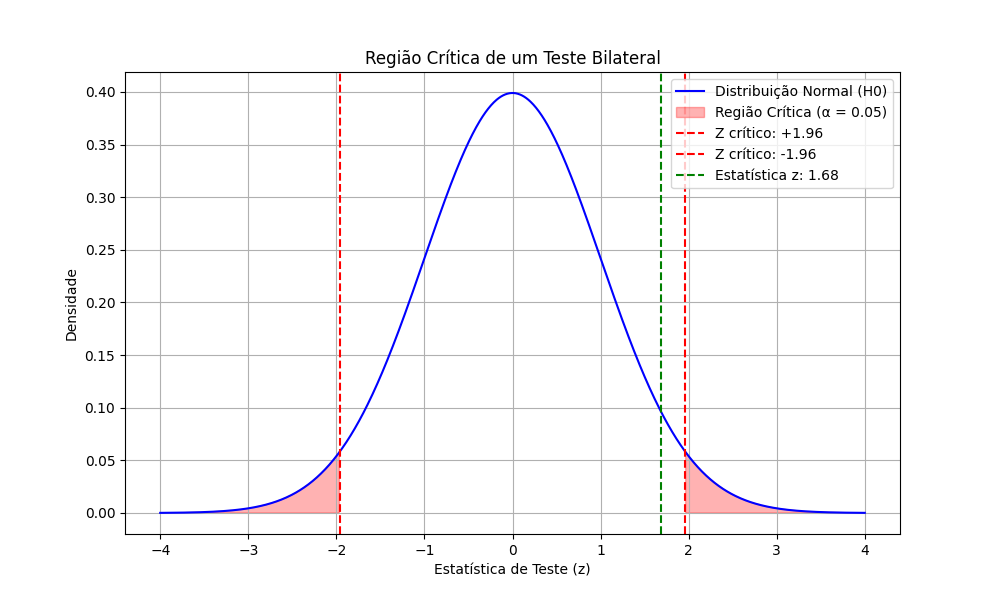 Região Crítica de um Teste Bilateral
Distribuição Normal (H0)
Região Crítica (α = 0.05)
Z crítico: +1.96
Z crítico: -1.96
Estatística z: 1.68
0.40
0.35
0.30
0.25
0.20
0.15
0.10
0.05
0.00
Densidade
−4
−3
−2
−1
0
1
2
3
4
Estatística de Teste (z)